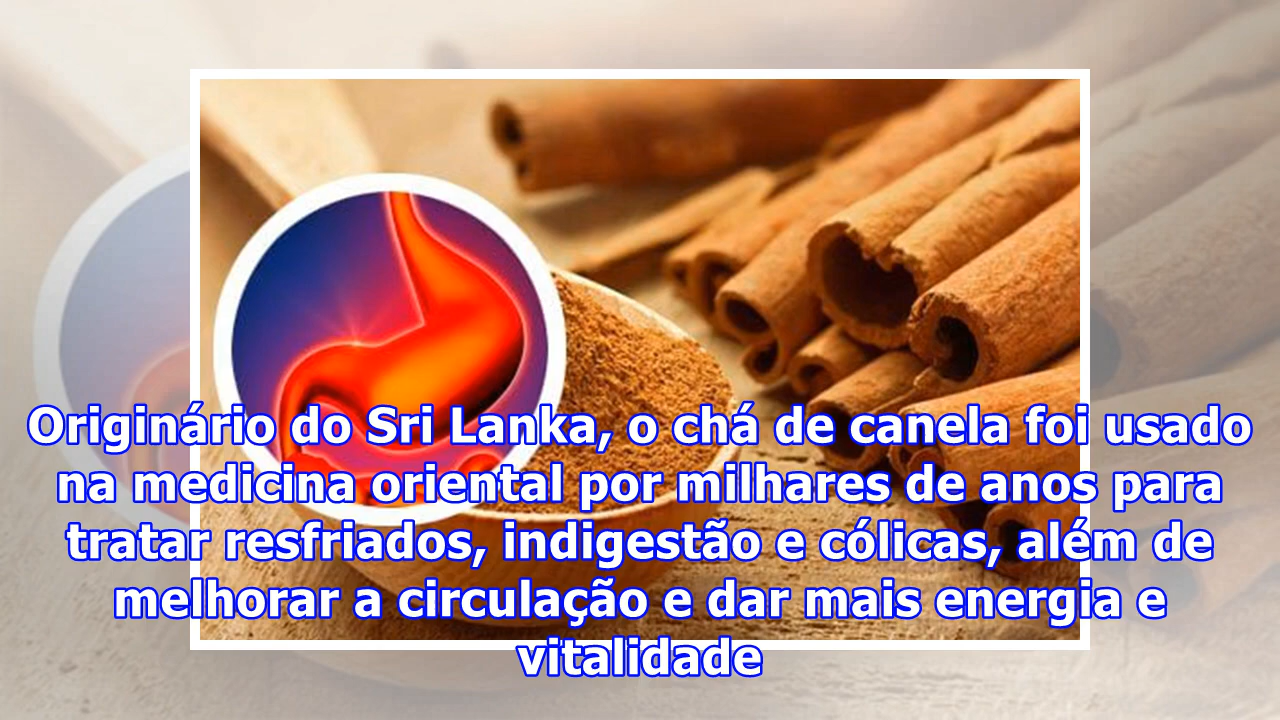 Originário do Sri Lanka, o chá de canela foi usado
na medicina oriental por milhares de anos para
tratar resfriados, indigestão e cólicas, além de
melhorar a circulação e dar mais energia e
vitalidade